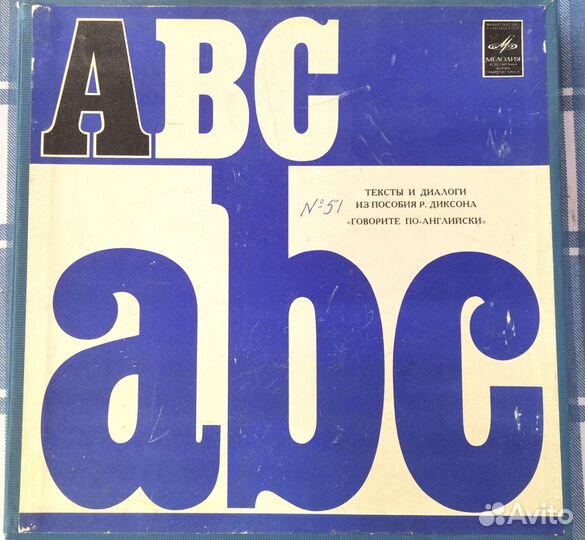 ABC
МЕЛОДИЯ
ТЕКСТЫ И ДИАЛОГИ
ИЗ ПОСОБИЯ Р. ДИКСОНА
№51
«ГОВОРИТЕ ПО-АНГЛИЙСКИ»
abc
Avito